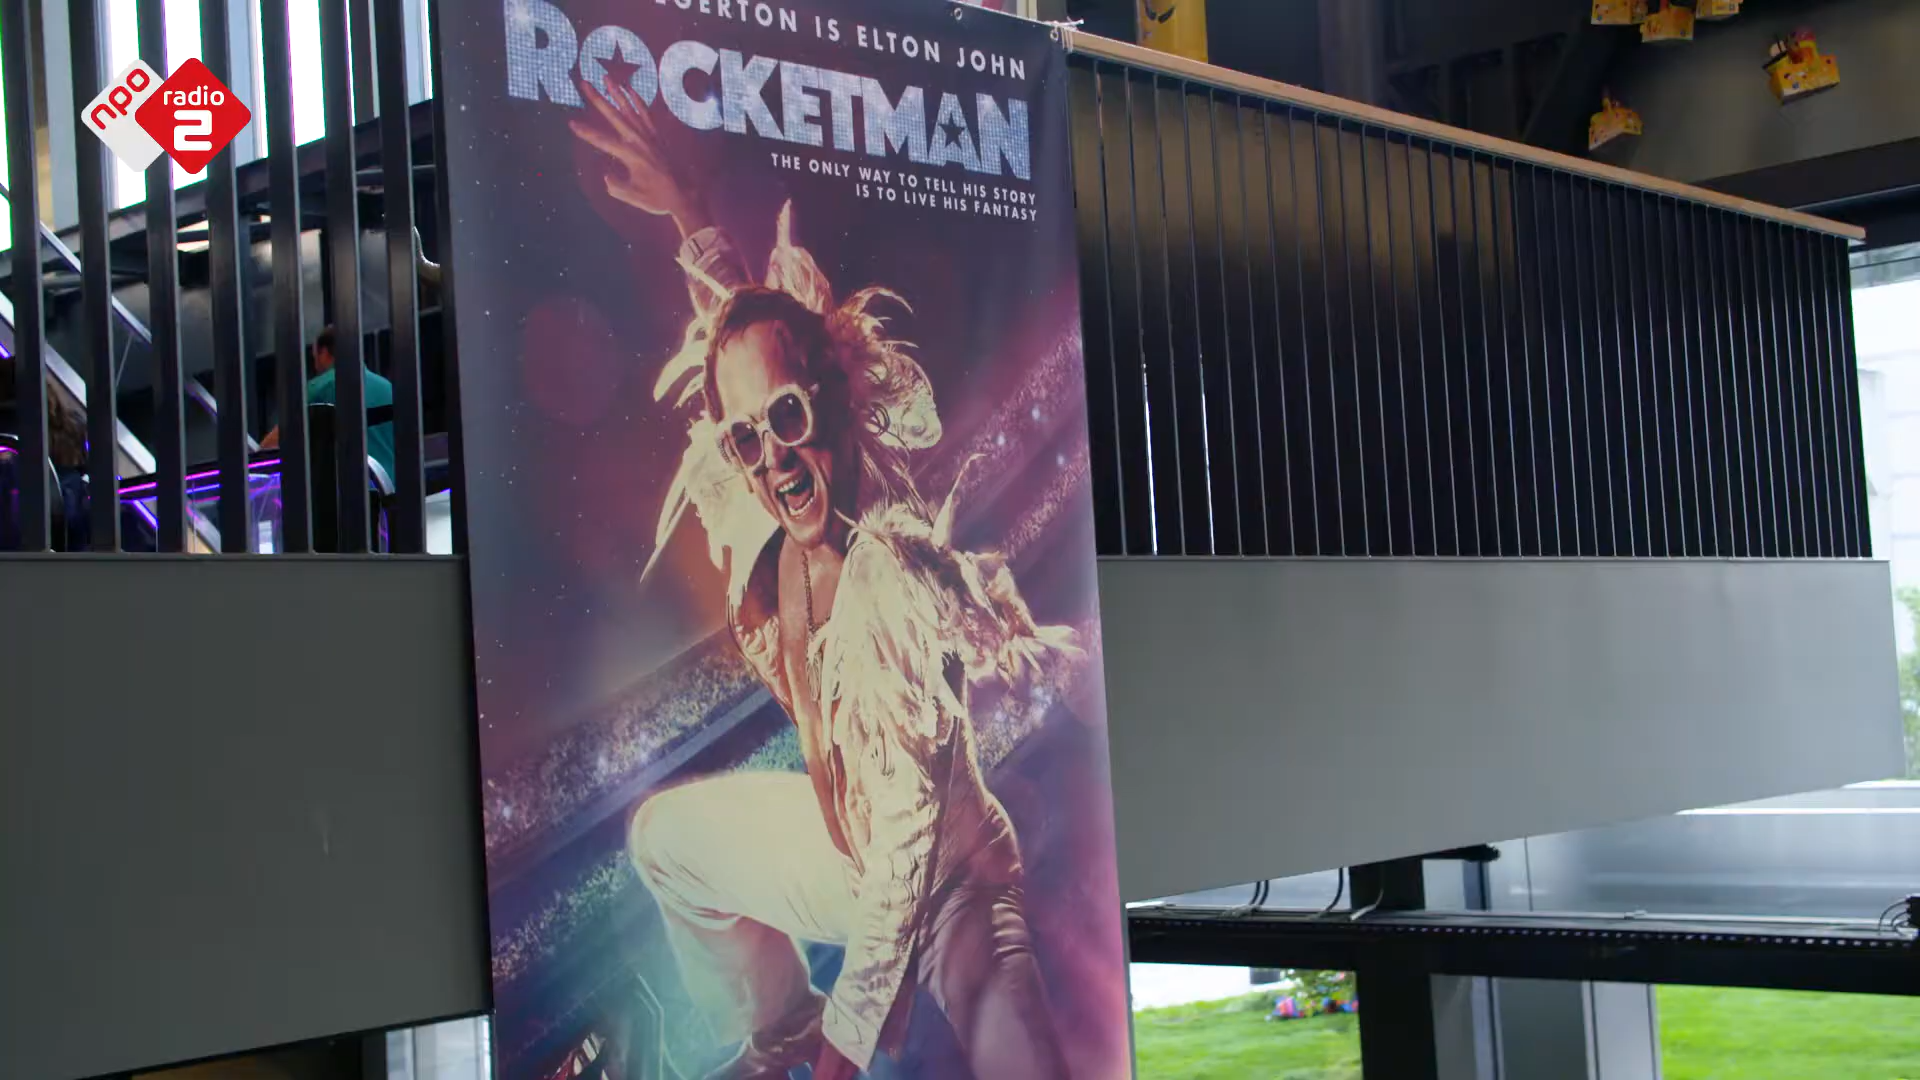 npo
radio
2
EGERTON IS ELTON JOHN
ROCKETMAN
THE ONLY WAY TO TELL HIS STORY
IS TO LIVE HIS FANTASY